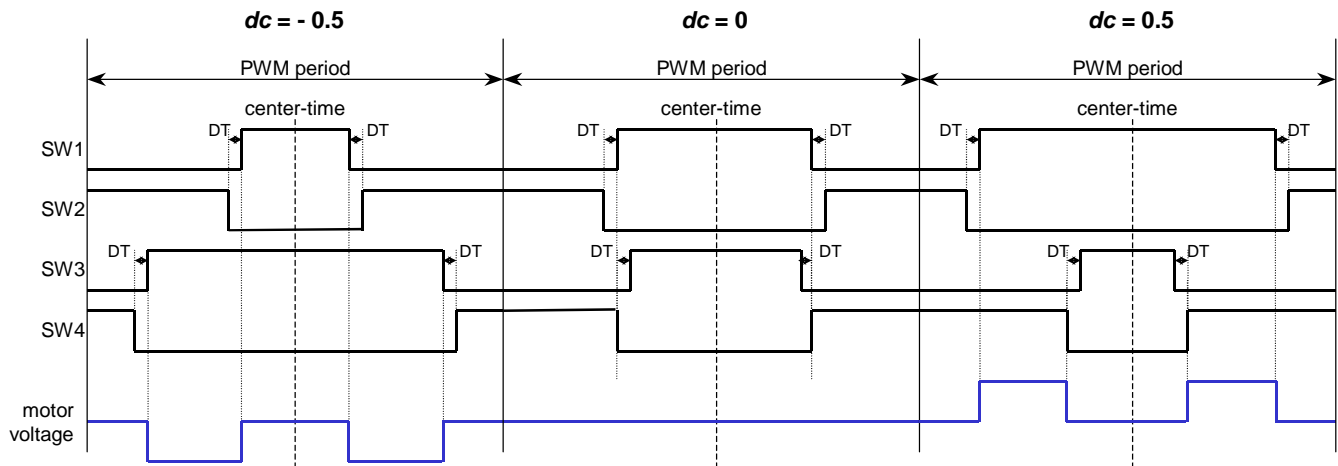 dc = - 0.5 dc = 0 dc = 0.5
PWM period PWM period PWM period
center-time center-time center-time
DT DT DT DT DT DT
SW1
SW2
DT DT DT DT DT DT
SW3
SW4
motor
voltage